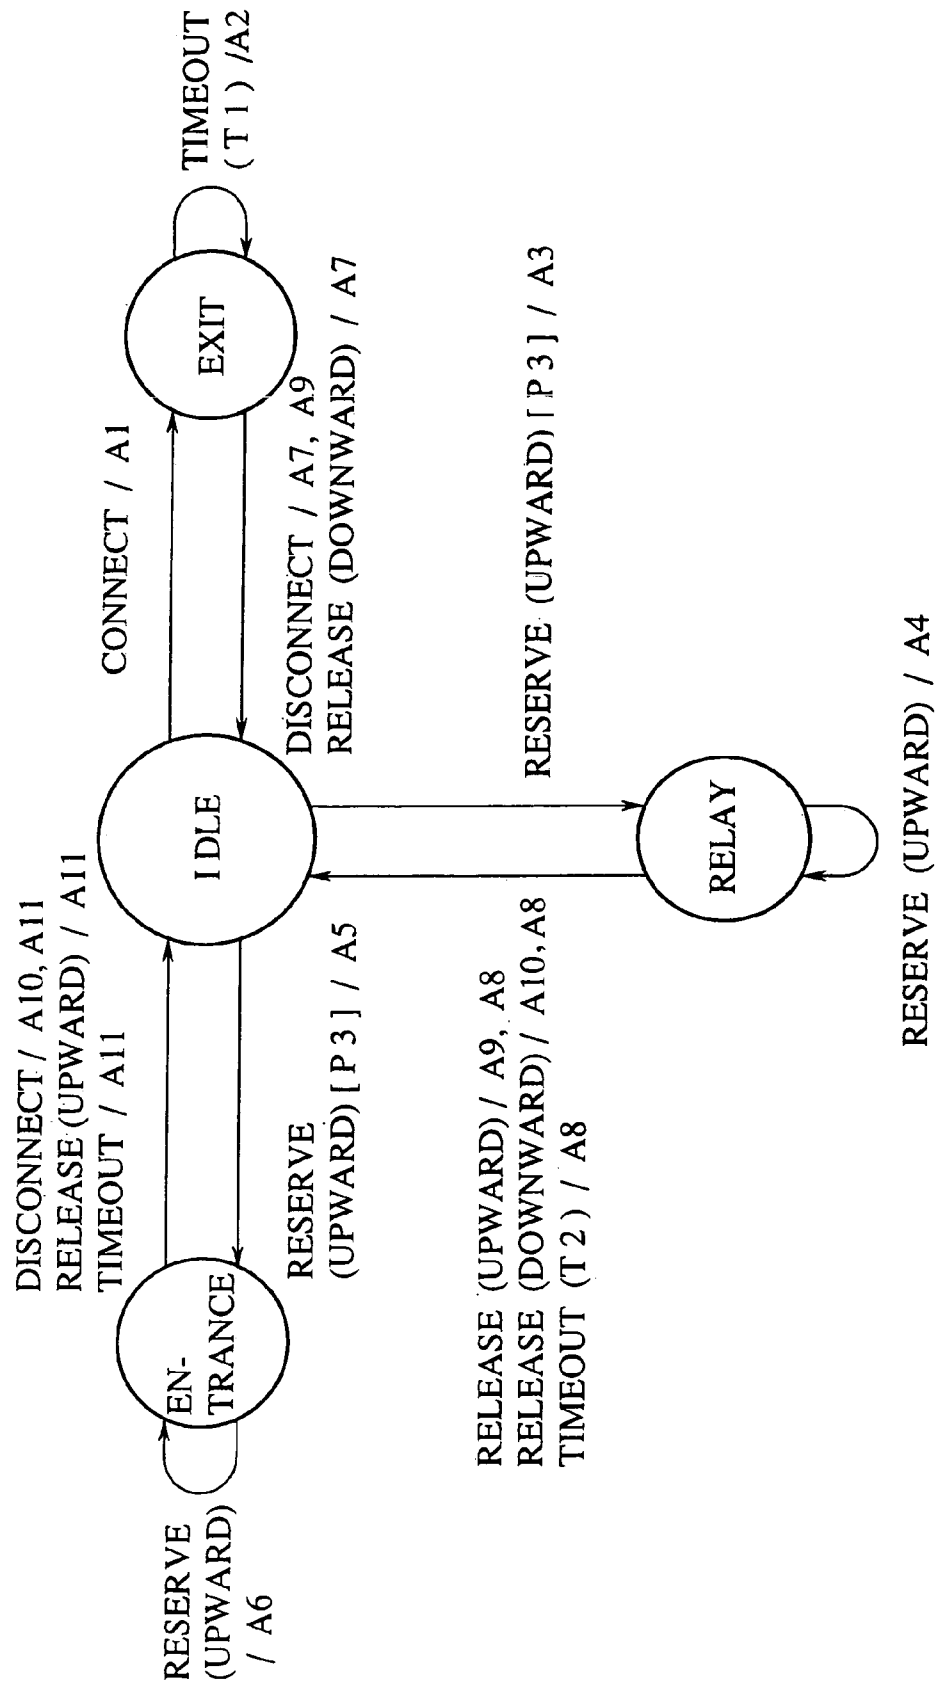 DISCONNECT / A10, A11
RELEASE (UPWARD) / A11
TIMEOUT / A11
CONNECT / A1
TIMEOUT
(T1) /A2
RESERVE
(UPWARD)
/ A6
EN-
TRANCE
IDLE
EXIT
RESERVE
(UPWARD) [P3] / A5
DISCONNECT / A7, A9
RELEASE (DOWNWARD) / A7
RELEASE (UPWARD) / A9, A8
RELEASE (DOWNWARD) / A10, A8
TIMEOUT (T2) / A8
RESERVE (UPWARD) [P3] / A3
RELAY
RESERVE (UPWARD) / A4